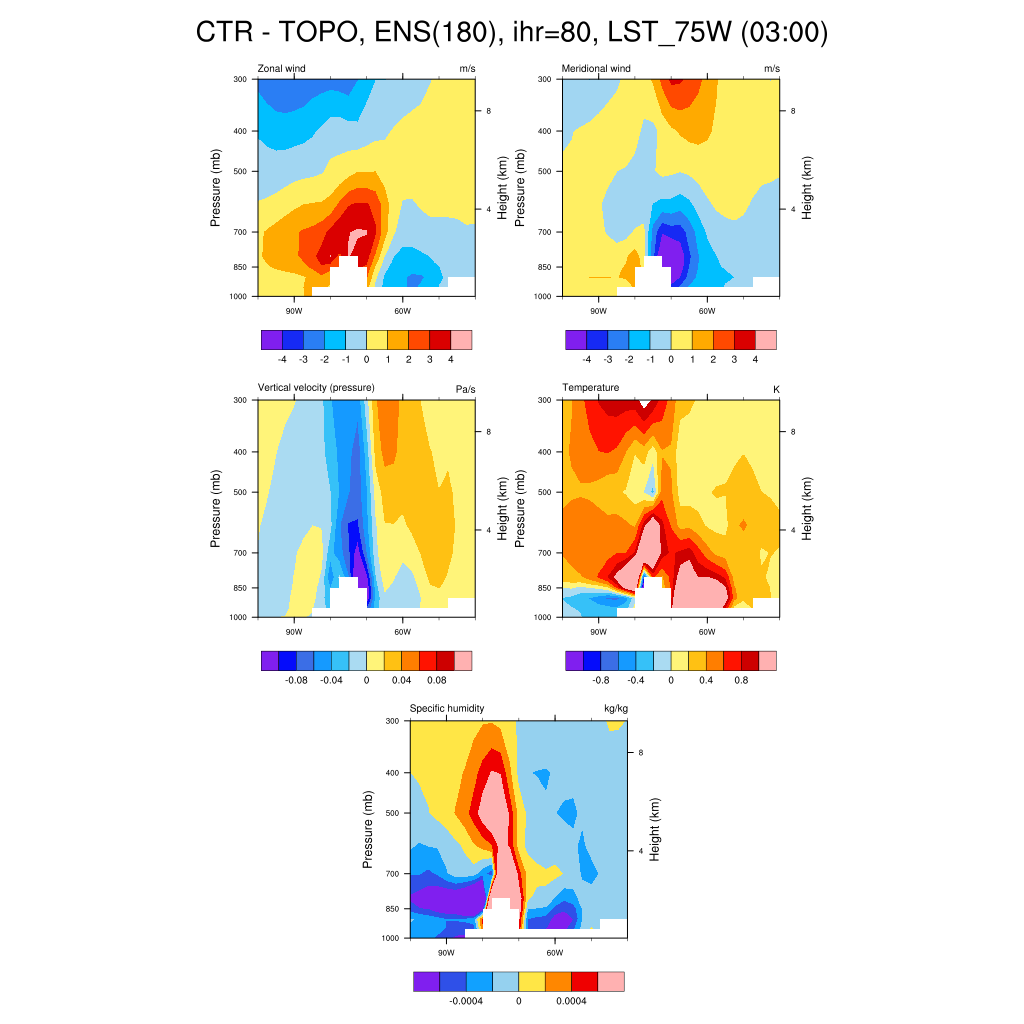 CTR - TOPO, ENS(180), ihr=80, LST_75W (03:00)
Zonal wind m/s
Pressure (mb)
300
400
500
700
850
1000
8
4
Height (km)
90W 60W
-4 -3 -2 -1 0 1 2 3 4
Meridional wind m/s
Pressure (mb)
300
400
500
700
850
1000
8
4
Height (km)
90W 60W
-4 -3 -2 -1 0 1 2 3 4
Vertical velocity (pressure) Pa/s
Pressure (mb)
300
400
500
700
850
1000
8
4
Height (km)
90W 60W
-0.08 -0.04 0 0.04 0.08
Temperature K
Pressure (mb)
300
400
500
700
850
1000
8
4
Height (km)
90W 60W
-0.8 -0.4 0 0.4 0.8
Specific humidity kg/kg
Pressure (mb)
300
400
500
700
850
1000
8
4
Height (km)
90W 60W
-0.0004 0 0.0004